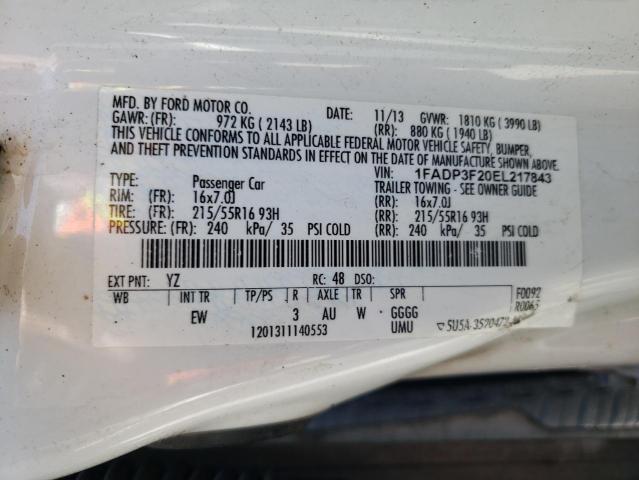 MFD. BY FORD MOTOR CO.
DATE: 11/13 GVWR: 1810 KG ( 3990 LB)
GAWR: (FR): 972 KG ( 2143 LB) (RR): 880 KG ( 1940 LB)
THIS VEHICLE CONFORMS TO ALL APPLICABLE FEDERAL MOTOR VEHICLE SAFETY, BUMPER,
AND THEFT PREVENTION STANDARDS IN EFFECT ON THE DATE OF MANUFACTURE SHOWN ABOVE.
VIN: 1FADP3F20EL217843
TYPE: Passenger Car TRAILER TOWING - SEE OWNER GUIDE
RIM: (FR): 16x7.0J (RR): 16x7.0J
TIRE: (FR): 215/55R16 93H (RR): 215/55R16 93H
PRESSURE: (FR): 240 kPa/ 35 PSI COLD (RR): 240 kPa/ 35 PSI COLD
EXT PNT: YZ RC: 48 DSO:
WB INT TR TP/PS R AXLE TR SPR F0092
EW 3 AU W GGGG R0065
1201311140553 UMU 5U5A-3520472